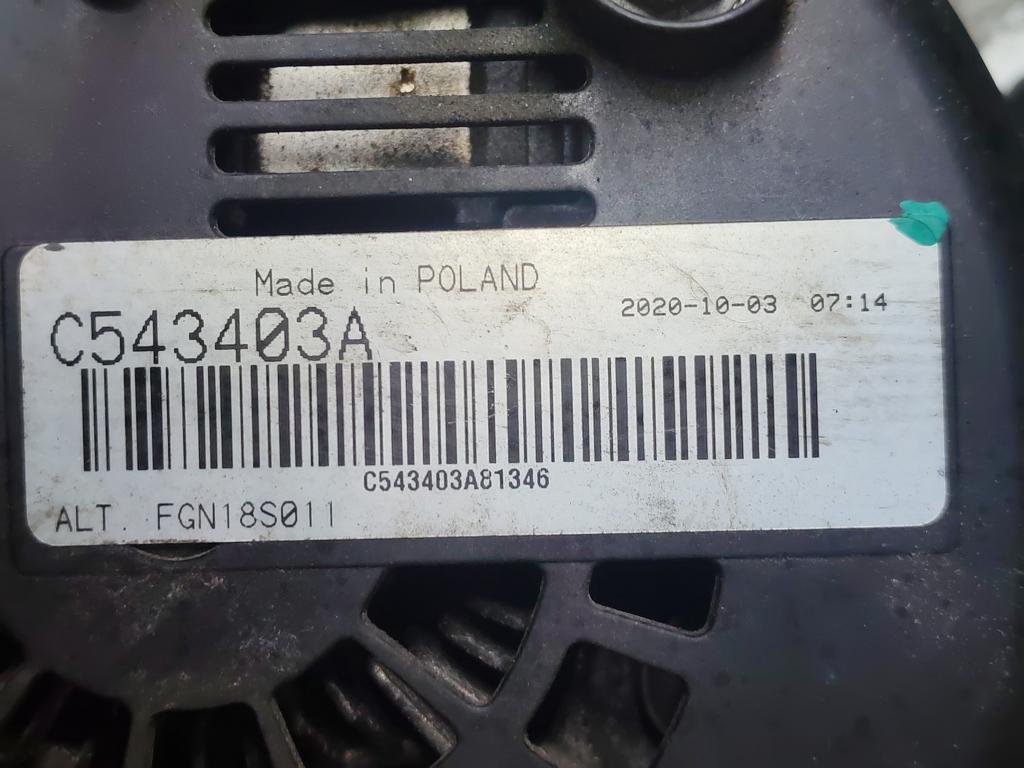 Made in POLAND
2020-10-03 07:14
C543403A
C543403A81346
ALT. FGN18S011